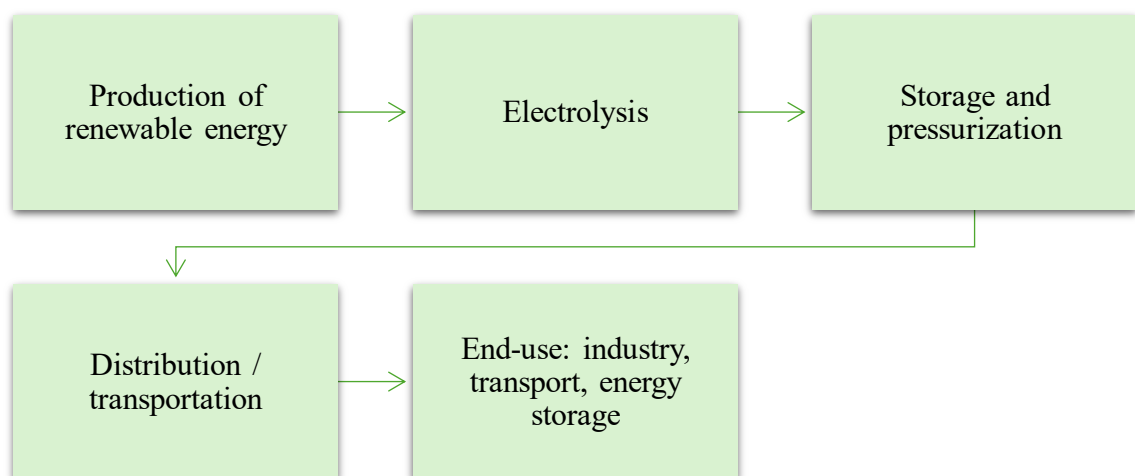 Production of
renewable energy
Electrolysis
Storage and
pressurization
Distribution /
transportation
End-use: industry,
transport, energy
storage